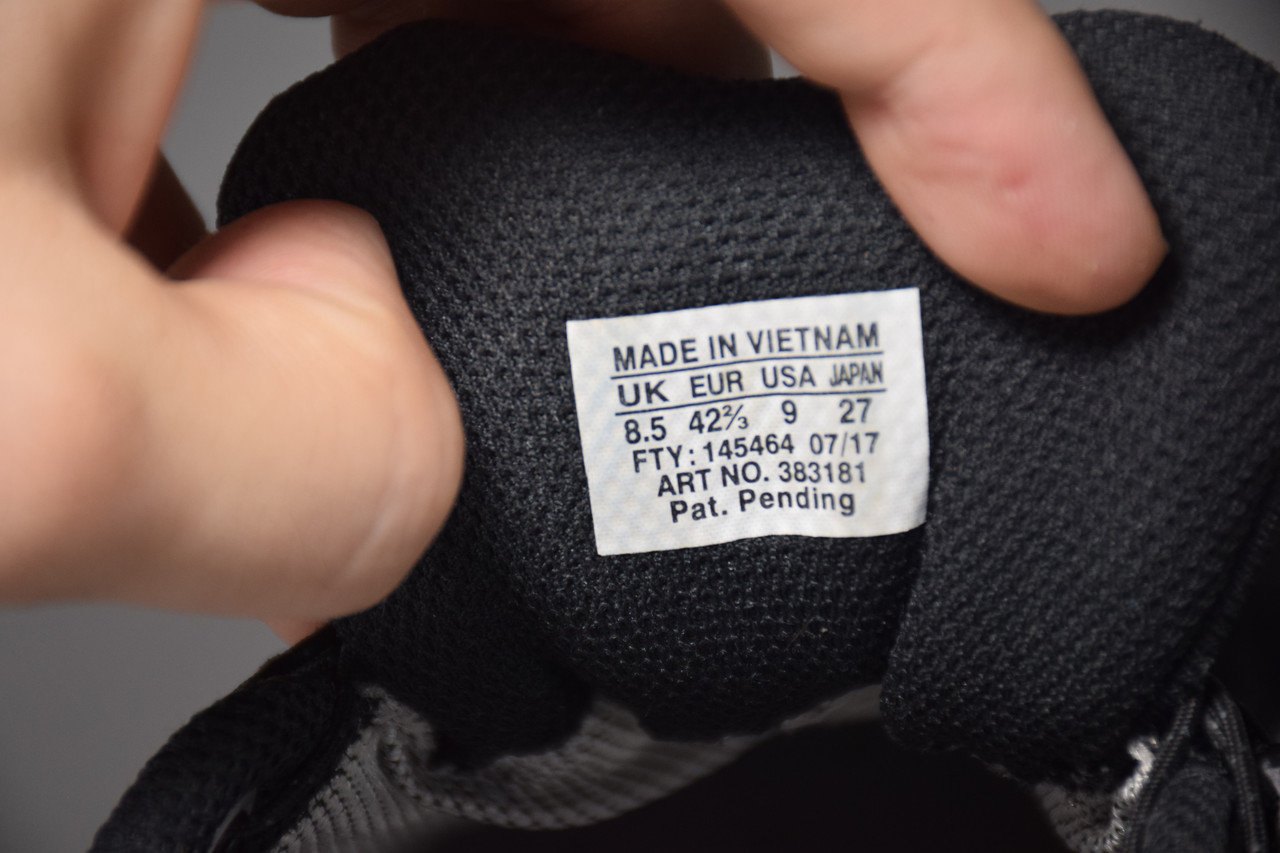 MADE IN VIETNAM
UK EUR USA JAPAN
8.5 42⅔ 9 27
FTY: 145464 07/17
ART NO. 383181
Pat. Pending